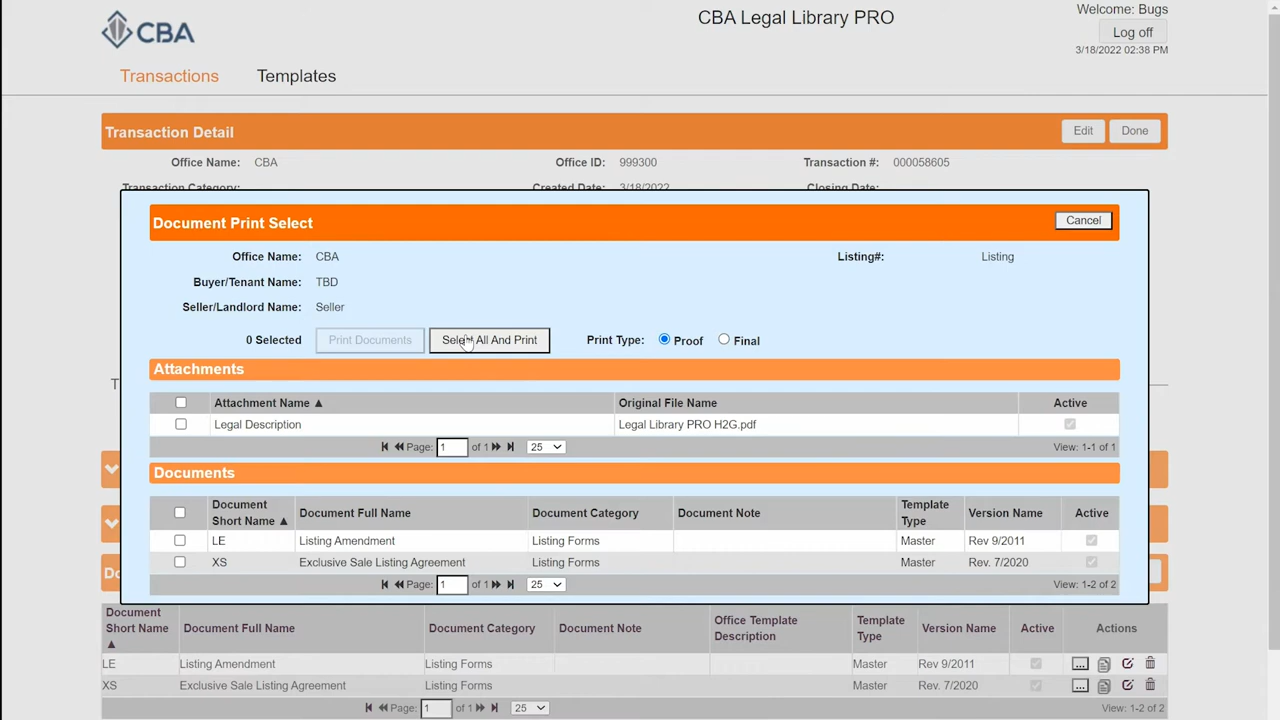 CBA
CBA Legal Library PRO
Welcome: Bugs
Log off
3/18/2022 02:38 PM
Transactions Templates
Transaction Detail Edit Done
Office Name: CBA Office ID: 999300 Transaction #: 000058605
Transaction Category: Created Date: 3/18/2022 Closing Date:
Document Print Select Cancel
Office Name: CBA Listing#: Listing
Buyer/Tenant Name: TBD
Seller/Landlord Name: Seller
0 Selected Print Documents Select All And Print Print Type: Proof Final
Attachments
Attachment Name ▲ Original File Name Active
Legal Description Legal Library PRO H2G.pdf
Page: 1 of 1 25 View: 1-1 of 1
Documents
Document Short Name ▲ Document Full Name Document Category Document Note Template Type Version Name Active
LE Listing Amendment Listing Forms Master Rev 9/2011
XS Exclusive Sale Listing Agreement Listing Forms Master Rev. 7/2020
Page: 1 of 1 25 View: 1-2 of 2
Document Short Name ▲ Document Full Name Document Category Document Note Office Template Description Template Type Version Name Active Actions
LE Listing Amendment Listing Forms Master Rev 9/2011 ...
XS Exclusive Sale Listing Agreement Listing Forms Master Rev. 7/2020 ...
Page: 1 of 1 25 View: 1-2 of 2